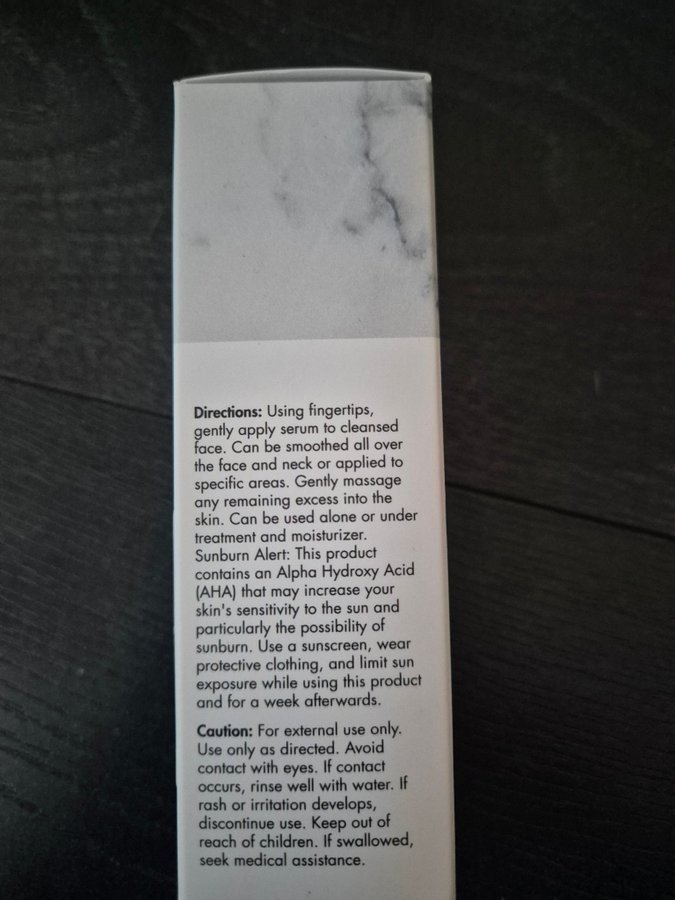 Directions: Using fingertips,
gently apply serum to cleansed
face. Can be smoothed all over
the face and neck or applied to
specific areas. Gently massage
any remaining excess into the
skin. Can be used alone or under
treatment and moisturizer.
Sunburn Alert: This product
contains an Alpha Hydroxy Acid
(AHA) that may increase your
skin's sensitivity to the sun and
particularly the possibility of
sunburn. Use a sunscreen, wear
protective clothing, and limit sun
exposure while using this product
and for a week afterwards.
Caution: For external use only.
Use only as directed. Avoid
contact with eyes. If contact
occurs, rinse well with water. If
rash or irritation develops,
discontinue use. Keep out of
reach of children. If swallowed,
seek medical assistance.